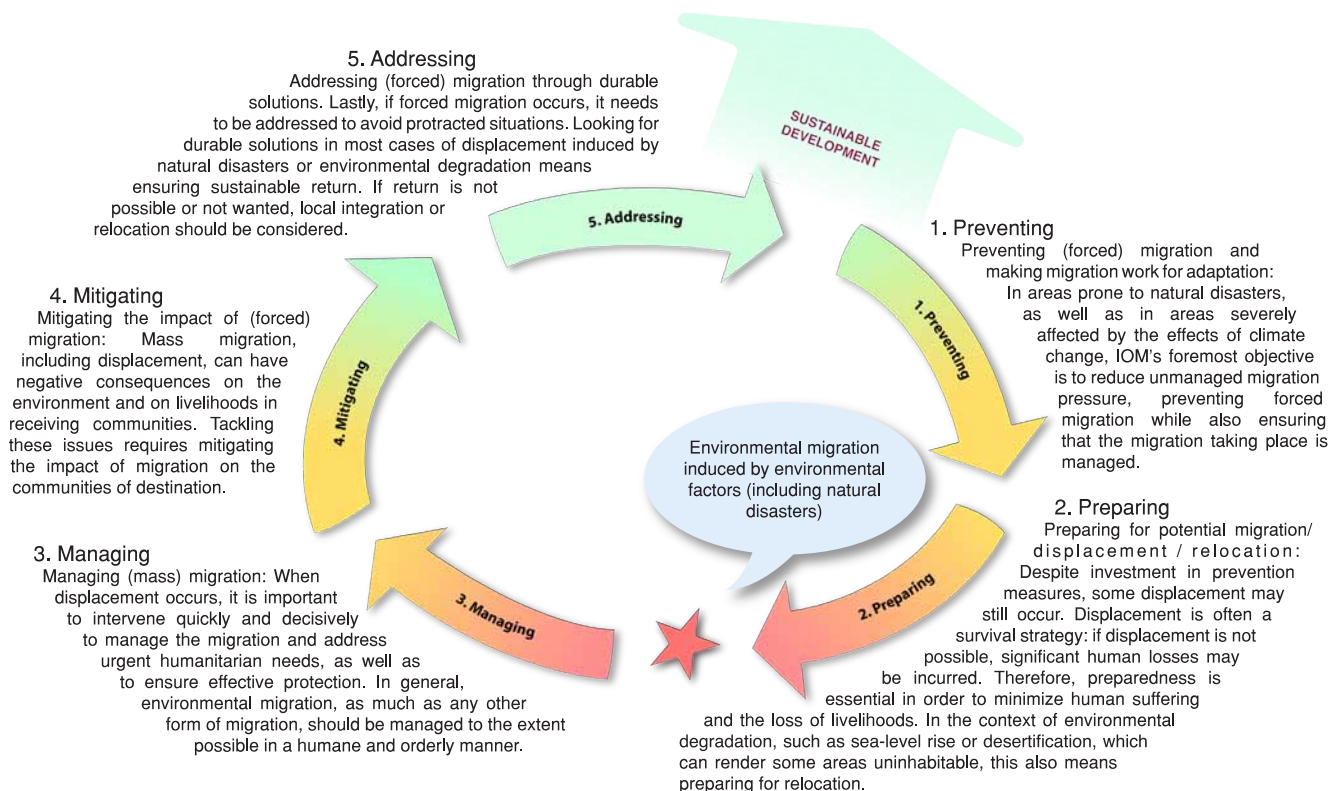 5. Addressing
Addressing (forced) migration through durable
solutions. Lastly, if forced migration occurs, it needs
to be addressed to avoid protracted situations. Looking for
durable solutions in most cases of displacement induced by
natural disasters or environmental degradation means
ensuring sustainable return. If return is not
possible or not wanted, local integration or
relocation should be considered.
SUSTAINABLE
DEVELOPMENT
5. Addressing
1. Preventing
Preventing (forced) migration and
making migration work for adaptation:
In areas prone to natural disasters,
as well as in areas severely
affected by the effects of climate
change, IOM's foremost objective
is to reduce unmanaged migration
pressure, preventing forced
migration while also ensuring
that the migration taking place is
managed.
1. Preventing
4. Mitigating
Mitigating the impact of (forced)
migration: Mass migration,
including displacement, can have
negative consequences on the
environment and on livelihoods in
receiving communities. Tackling
these issues requires mitigating
the impact of migration on the
communities of destination.
4. Mitigating
Environmental migration
induced by environmental
factors (including natural
disasters)
2. Preparing
Preparing for potential migration/
displacement / relocation:
Despite investment in prevention
measures, some displacement may
still occur. Displacement is often a
survival strategy: if displacement is not
possible, significant human losses may
be incurred. Therefore, preparedness is
essential in order to minimize human suffering
and the loss of livelihoods. In the context of environmental
degradation, such as sea-level rise or desertification, which
can render some areas uninhabitable, this also means
preparing for relocation.
2. Preparing
3. Managing
Managing (mass) migration: When
displacement occurs, it is important
to intervene quickly and decisively
to manage the migration and address
urgent humanitarian needs, as well as
to ensure effective protection. In general,
environmental migration, as much as any other
form of migration, should be managed to the extent
possible in a humane and orderly manner.
3. Managing